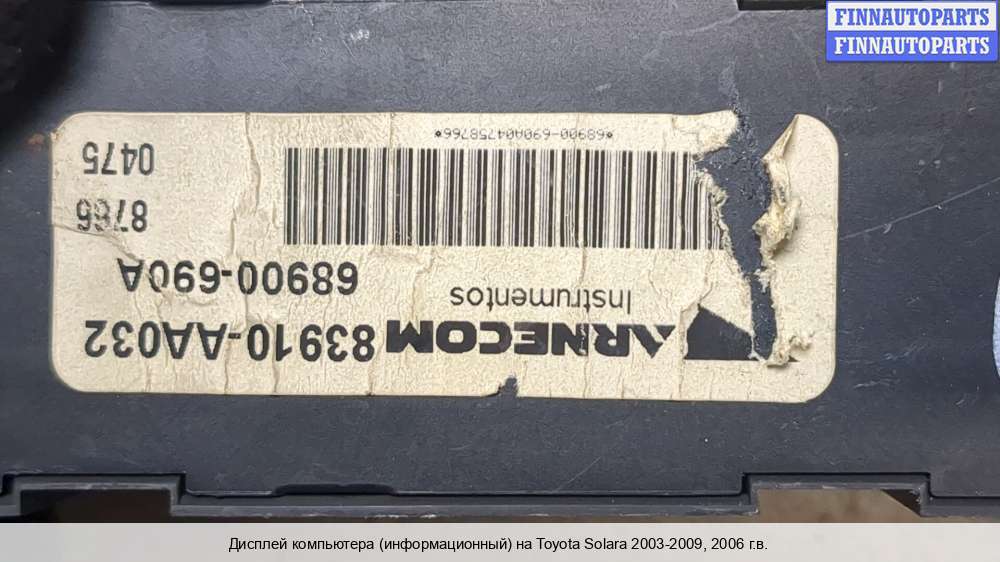 FINNAUTOPARTS
FINNAUTOPARTS
ARNECOM 83910-AA032
Instrumentos
68900-690A
8766
0475
*68900-690A04758766*
Дисплей компьютера (информационный) на Toyota Solara 2003-2009, 2006 г.в.